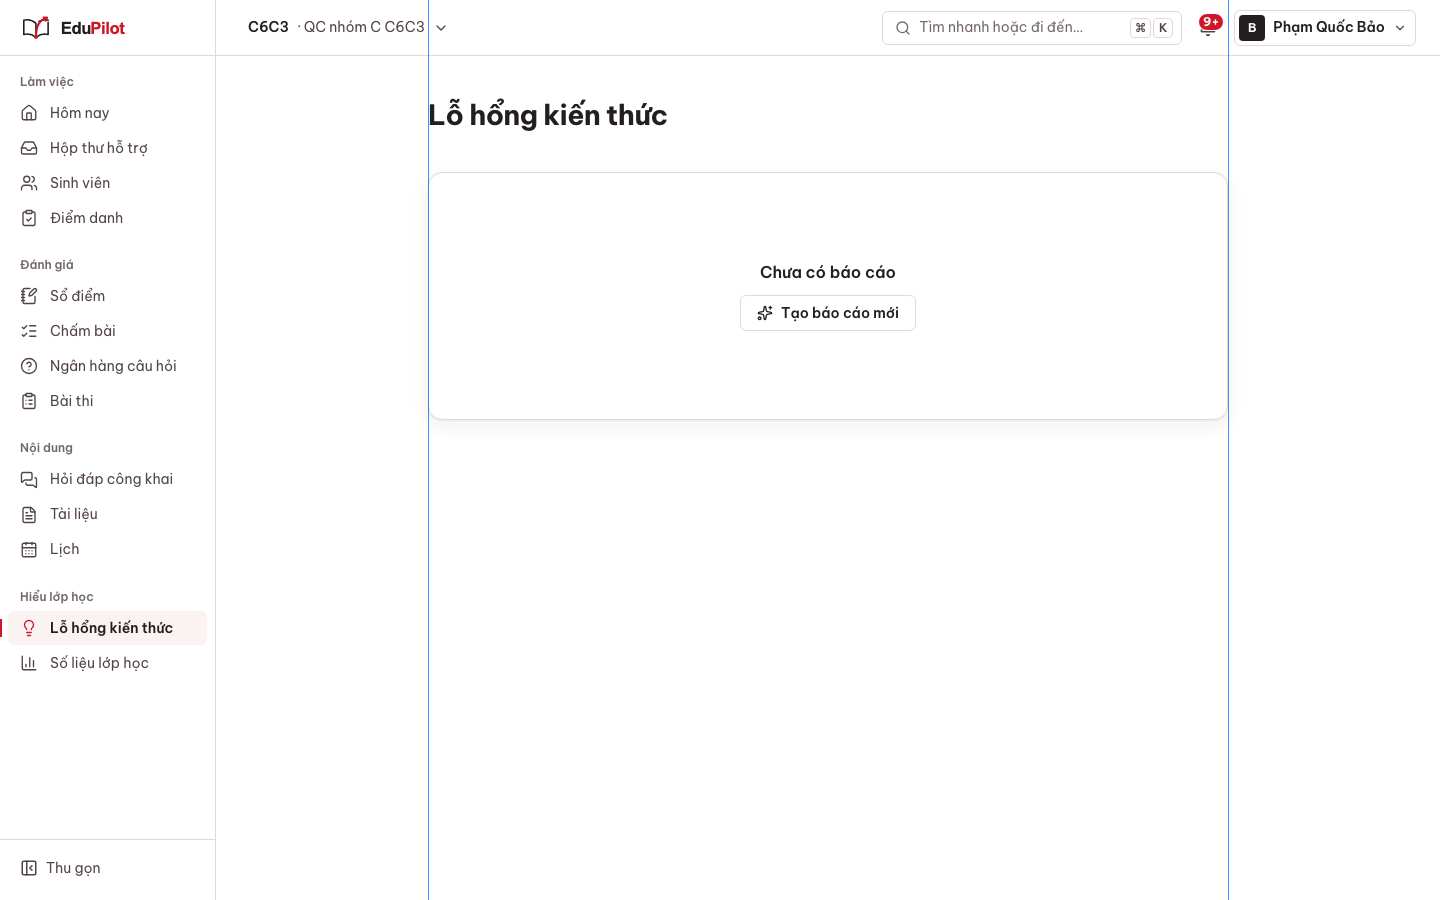 EduPilot
C6C3 · QC nhóm C C6C3
Tìm nhanh hoặc đi đến...
⌘ K
9+
B
Phạm Quốc Bảo
Làm việc
Hôm nay
Hộp thư hỗ trợ
Sinh viên
Điểm danh
Đánh giá
Sổ điểm
Chấm bài
Ngân hàng câu hỏi
Bài thi
Nội dung
Hỏi đáp công khai
Tài liệu
Lịch
Hiểu lớp học
Lỗ hổng kiến thức
Số liệu lớp học
Thu gọn
Lỗ hổng kiến thức
Chưa có báo cáo
Tạo báo cáo mới